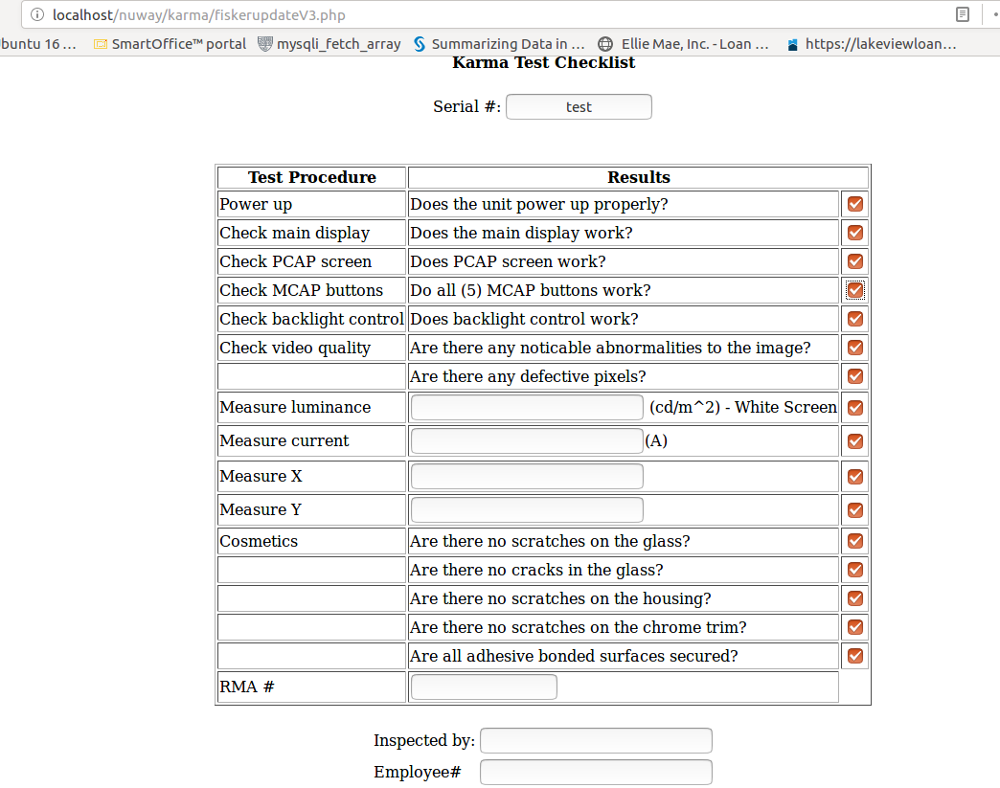 localhost/nuway/karma/fiskerupdateV3.php
buntu 16 ... SmartOffice™ portal mysqli_fetch_array Summarizing Data in ... Ellie Mae, Inc. - Loan ... https://lakeviewloan...
Karma Test Checklist
Serial #: test
Test Procedure Results
Power up Does the unit power up properly?
Check main display Does the main display work?
Check PCAP screen Does PCAP screen work?
Check MCAP buttons Do all (5) MCAP buttons work?
Check backlight control Does backlight control work?
Check video quality Are there any noticable abnormalities to the image?
Are there any defective pixels?
Measure luminance (cd/m^2) - White Screen
Measure current (A)
Measure X
Measure Y
Cosmetics Are there no scratches on the glass?
Are there no cracks in the glass?
Are there no scratches on the housing?
Are there no scratches on the chrome trim?
Are all adhesive bonded surfaces secured?
RMA #
Inspected by:
Employee#